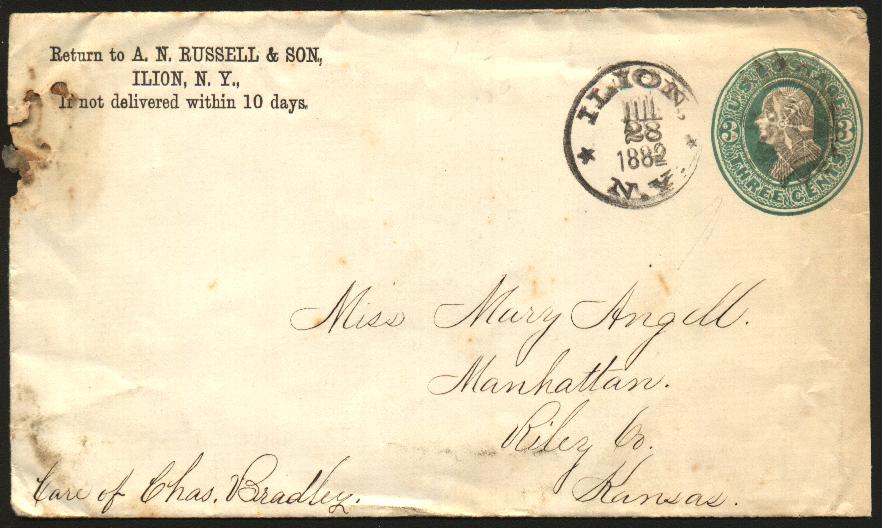 Return to A. N. RUSSELL & SON,
ILION, N. Y.,
If not delivered within 10 days.
ILION,
JUL
28
1882
N.Y.
U.S. POSTAGE
3 3
THREE CENTS
Miss Mary Angell.
Manhattan.
Riley Co.
Kansas.
Care of Chas. Bradley.